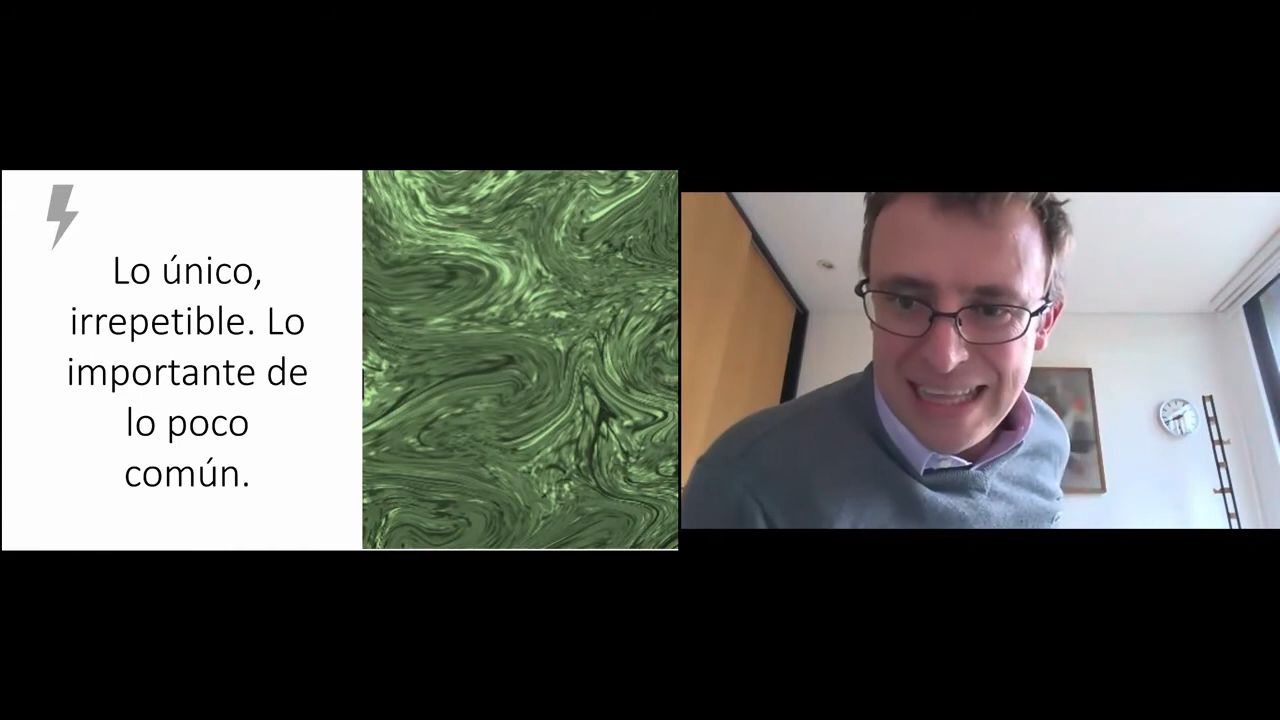 Lo único,
irrepetible. Lo
importante de
lo poco
común.